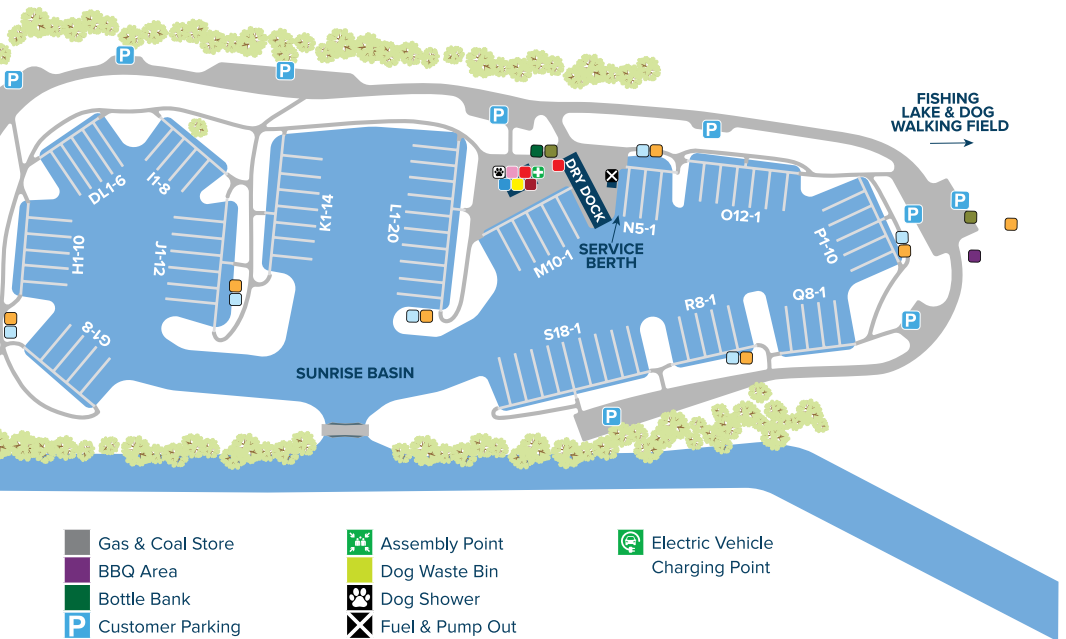 P
P
P
P
P
FISHING
LAKE & DOG
WALKING FIELD
DL1-6
I1-8
K1-14
L1-20
DRY DOCK
M10-1
N5-1
SERVICE
BERTH
O12-1
P1-10
P
P
H1-10
J1-12
G1-8
S18-1
R8-1
Q8-1
P
SUNRISE BASIN
P
Gas & Coal Store
BBQ Area
Bottle Bank
P Customer Parking
Assembly Point
Dog Waste Bin
Dog Shower
Fuel & Pump Out
Electric Vehicle
Charging Point